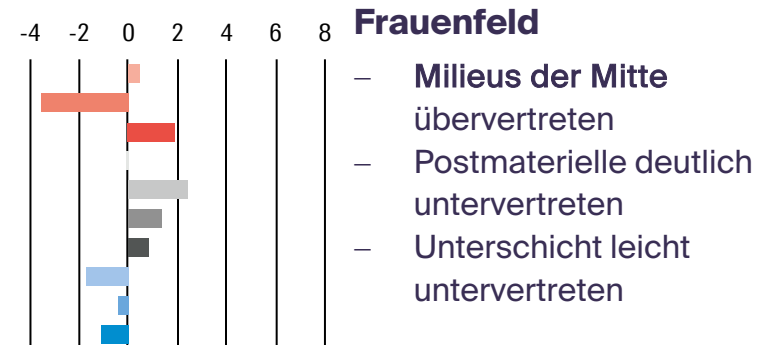 -4 -2 0 2 4 6 8
Frauenfeld
– Milieus der Mitte
übervertreten
– Postmaterielle deutlich
untervertreten
– Unterschicht leicht
untervertreten